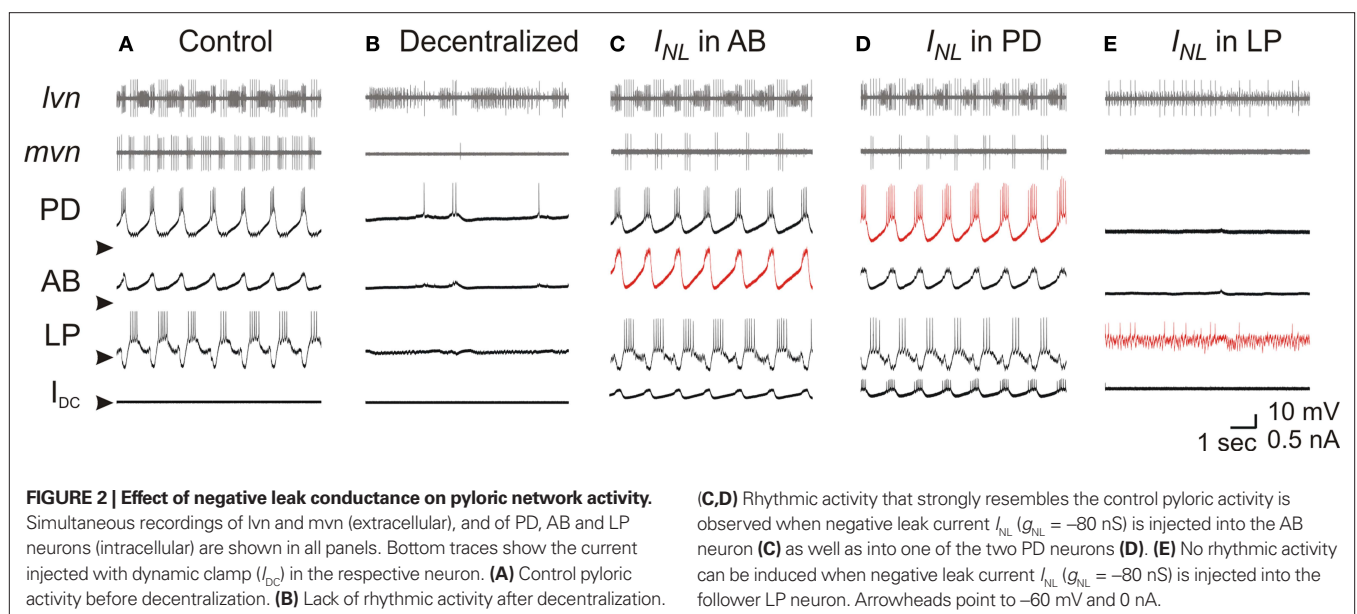 A Control
B Decentralized
C I_NL in AB
D I_NL in PD
E I_NL in LP
lvn
mvn
PD
AB
LP
I_DC
10 mV
1 sec 0.5 nA
FIGURE 2 | Effect of negative leak conductance on pyloric network activity.
Simultaneous recordings of lvn and mvn (extracellular), and of PD, AB and LP
neurons (intracellular) are shown in all panels. Bottom traces show the current
injected with dynamic clamp (I_DC) in the respective neuron. (A) Control pyloric
activity before decentralization. (B) Lack of rhythmic activity after decentralization.
(C,D) Rhythmic activity that strongly resembles the control pyloric activity is
observed when negative leak current I_NL (g_NL = –80 nS) is injected into the AB
neuron (C) as well as into one of the two PD neurons (D). (E) No rhythmic activity
can be induced when negative leak current I_NL (g_NL = –80 nS) is injected into the
follower LP neuron. Arrowheads point to –60 mV and 0 nA.